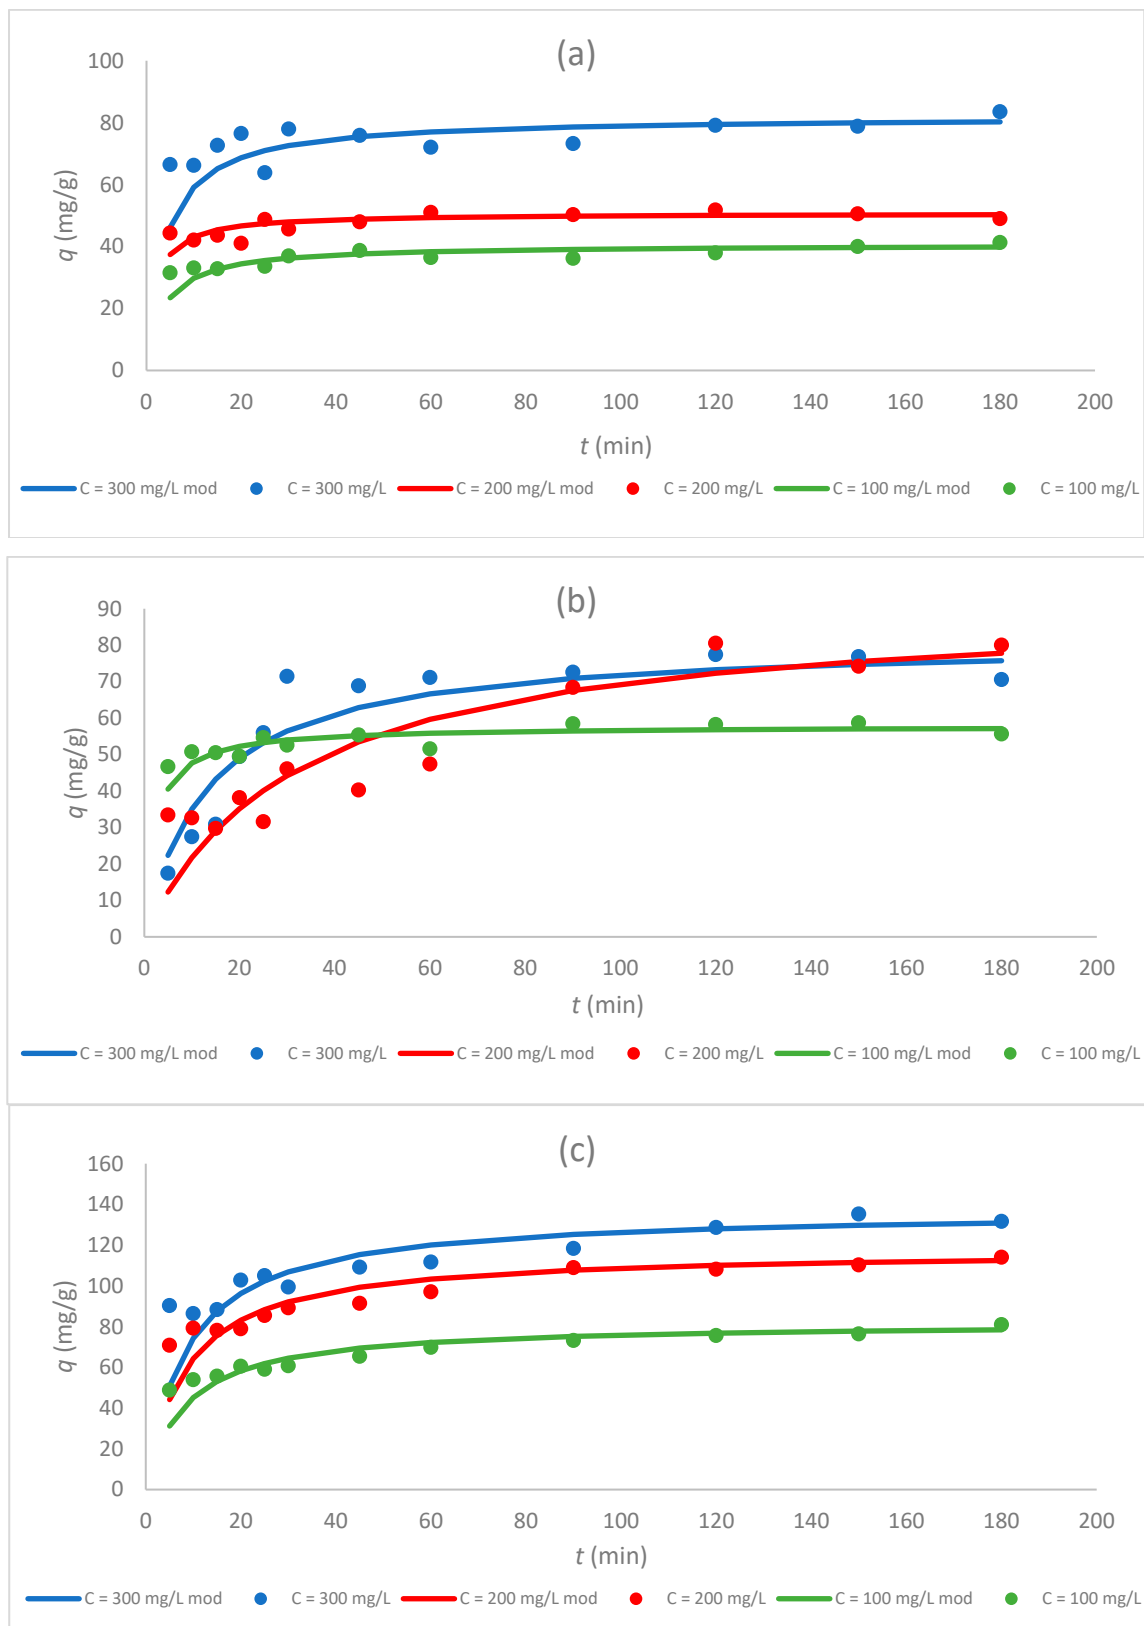 (a)
100
80
60
40
20
0
q (mg/g)
0 20 40 60 80 100 120 140 160 180 200
t (min)
C = 300 mg/L mod C = 300 mg/L C = 200 mg/L mod C = 200 mg/L C = 100 mg/L mod C = 100 mg/L
(b)
90
80
70
60
50
40
30
20
10
0
q (mg/g)
0 20 40 60 80 100 120 140 160 180 200
t (min)
C = 300 mg/L mod C = 300 mg/L C = 200 mg/L mod C = 200 mg/L C = 100 mg/L mod C = 100 mg/L
(c)
160
140
120
100
80
60
40
20
0
q (mg/g)
0 20 40 60 80 100 120 140 160 180 200
t (min)
C = 300 mg/L mod C = 300 mg/L C = 200 mg/L mod C = 200 mg/L C = 100 mg/L mod C = 100 mg/L